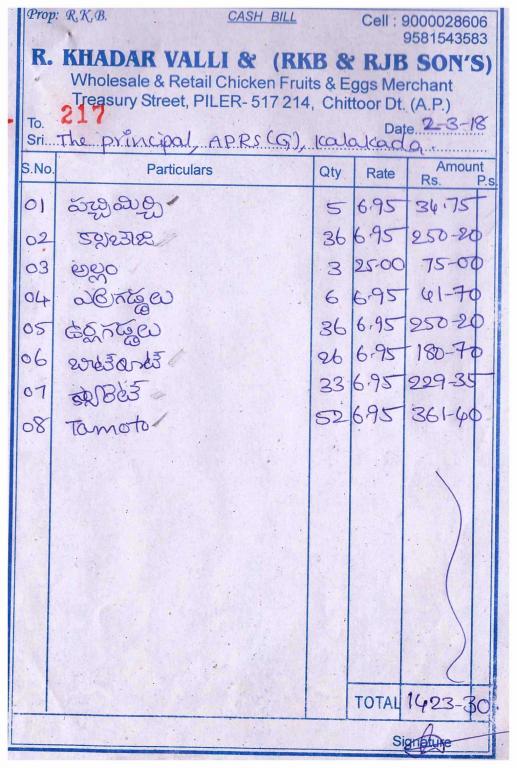 Prop: R.K.B. CASH BILL Cell : 9000028606
9581543583
R. KHADAR VALLI & (RKB & RJB SON'S)
Wholesale & Retail Chicken Fruits & Eggs Merchant
Treasury Street, PILER- 517 214, Chittoor Dt. (A.P.)
To. 217 Date. 2-3-18
Sri The principal, APRS(G), Kalakada.
S.No. Particulars Qty Rate Amount
Rs. P.s.
01 పచ్చిమిర్చి 5 6.95 34.75
02 36 6.95 250-20
03 అల్లం 3 25.00 75-00
04 ఎర్రగడ్డలు 6 6.95 41-70
05 ఉర్లగడ్డలు 36 6.95 250-20
06 26 6.95 180-70
07 33 6.95 229-35
08 Tamoto 52 6.95 361-40
TOTAL 1423-30
Signature